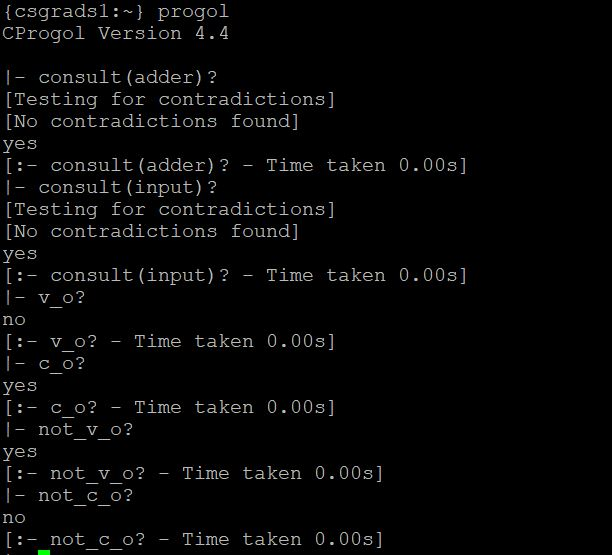 {csgrads1:~} progol
CProgol Version 4.4
|- consult(adder)?
[Testing for contradictions]
[No contradictions found]
yes
[:- consult(adder)? - Time taken 0.00s]
|- consult(input)?
[Testing for contradictions]
[No contradictions found]
yes
[:- consult(input)? - Time taken 0.00s]
|- v_o?
no
[:- v_o? - Time taken 0.00s]
|- c_o?
yes
[:- c_o? - Time taken 0.00s]
|- not_v_o?
yes
[:- not_v_o? - Time taken 0.00s]
|- not_c_o?
no
[:- not_c_o? - Time taken 0.00s]